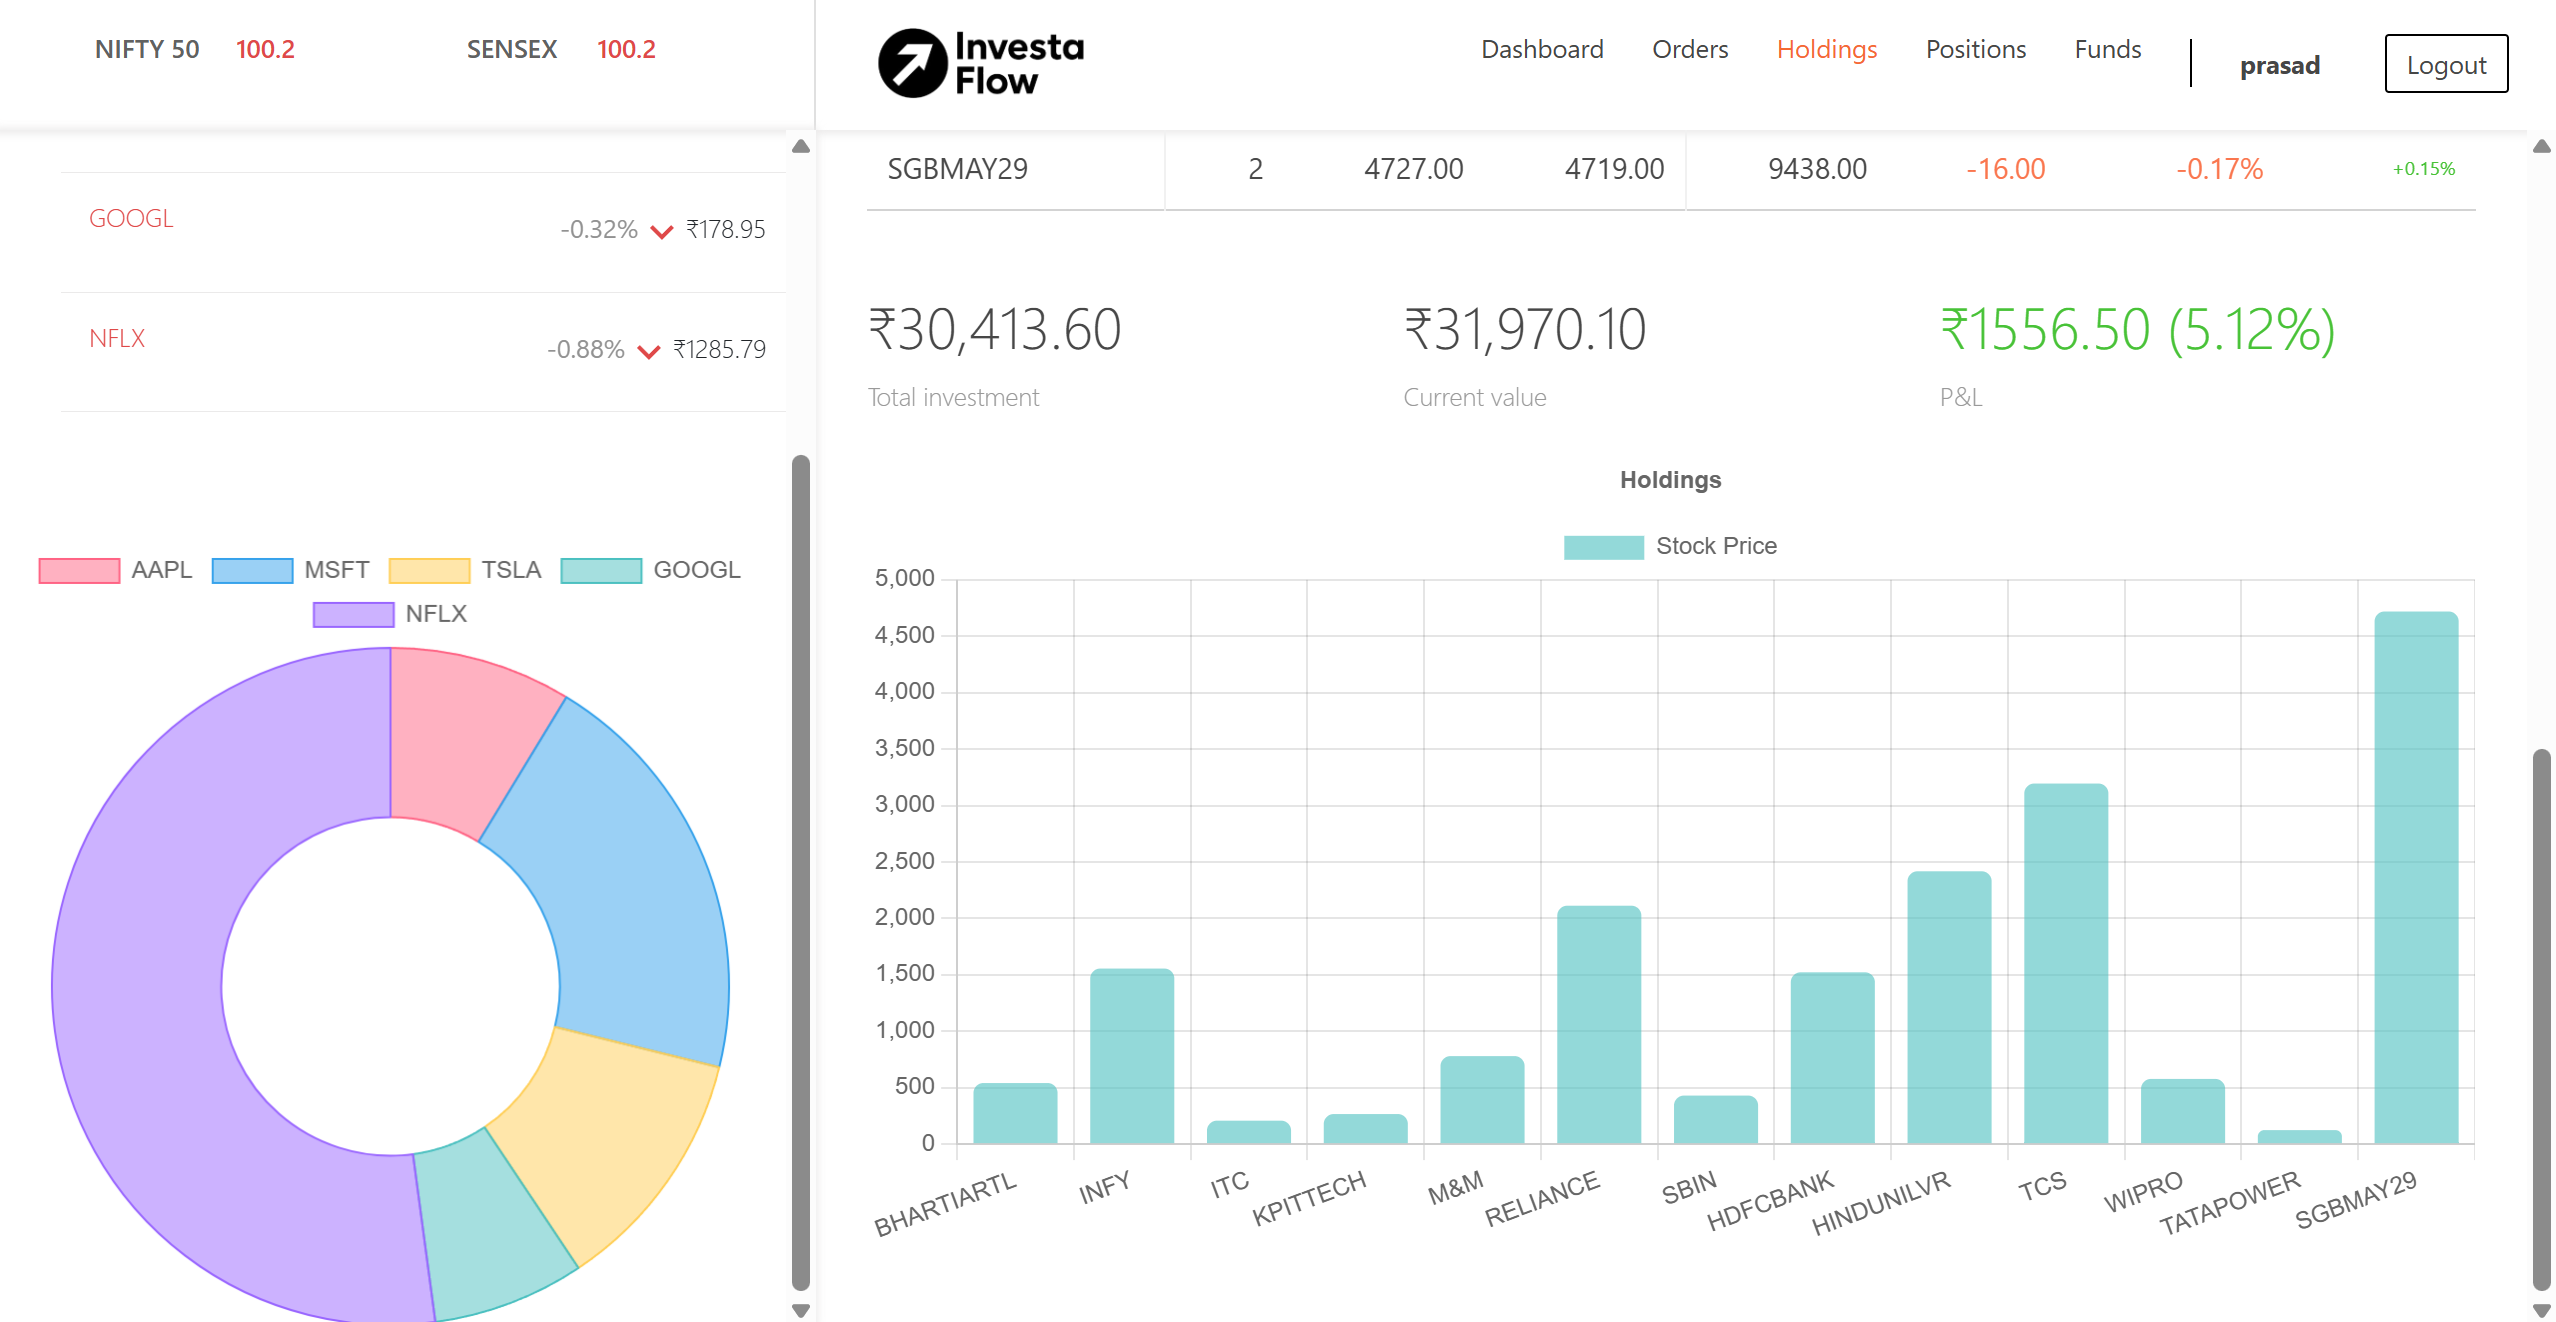 NIFTY 50 100.2 SENSEX 100.2
Investa
Flow
Dashboard Orders Holdings Positions Funds prasad Logout
GOOGL -0.32% ₹178.95
NFLX -0.88% ₹1285.79
AAPL MSFT TSLA GOOGL
NFLX
SGBMAY29 2 4727.00 4719.00 9438.00 -16.00 -0.17% +0.15%
₹30,413.60 ₹31,970.10 ₹1556.50 (5.12%)
Total investment Current value P&L
Holdings
Stock Price
5,000
4,500
4,000
3,500
3,000
2,500
2,000
1,500
1,000
500
0
BHARTIARTL INFY ITC KPITTECH M&M RELIANCE SBIN HDFCBANK HINDUNILVR TCS WIPRO TATAPOWER SGBMAY29